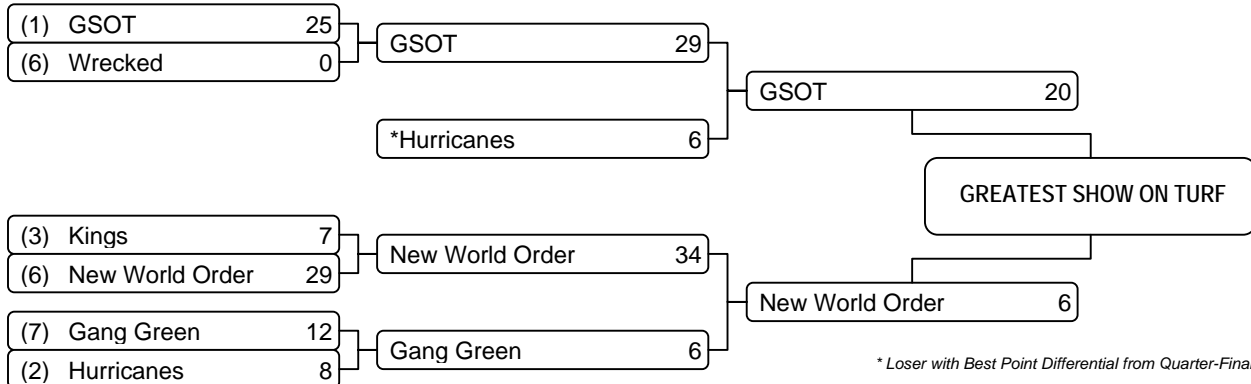 (1) GSOT 25
(6) Wrecked 0
GSOT 29
*Hurricanes 6
GSOT 20
GREATEST SHOW ON TURF
(3) Kings 7
(6) New World Order 29
New World Order 34
(7) Gang Green 12
(2) Hurricanes 8
Gang Green 6
New World Order 6
* Loser with Best Point Differential from Quarter-Final